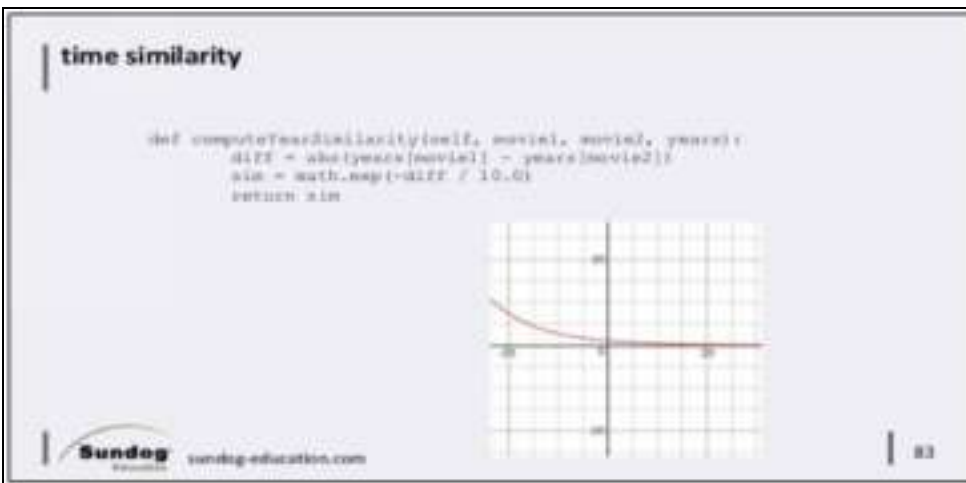 time similarity
def computeYearSimilarity(self, movie1, movie2, years):
diff = abs(years[movie1] - years[movie2])
sim = math.exp(-diff / 10.0)
return sim
Sundog
Education
sundog-education.com
83